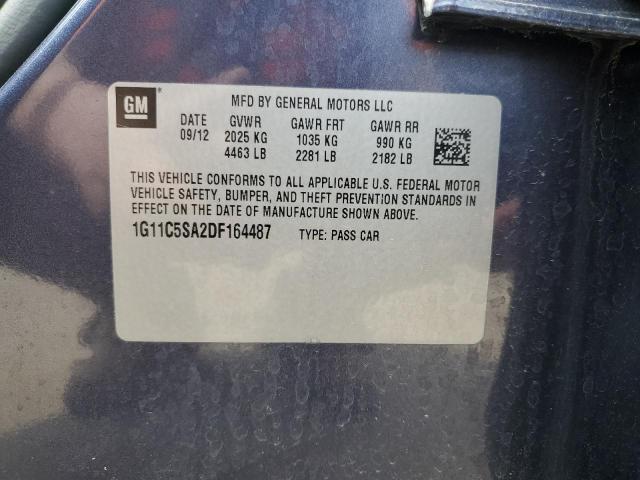 GM
MFD BY GENERAL MOTORS LLC
DATE GVWR GAWR FRT GAWR RR
09/12 2025 KG 1035 KG 990 KG
4463 LB 2281 LB 2182 LB
THIS VEHICLE CONFORMS TO ALL APPLICABLE U.S. FEDERAL MOTOR
VEHICLE SAFETY, BUMPER, AND THEFT PREVENTION STANDARDS IN
EFFECT ON THE DATE OF MANUFACTURE SHOWN ABOVE.
1G11C5SA2DF164487 TYPE: PASS CAR